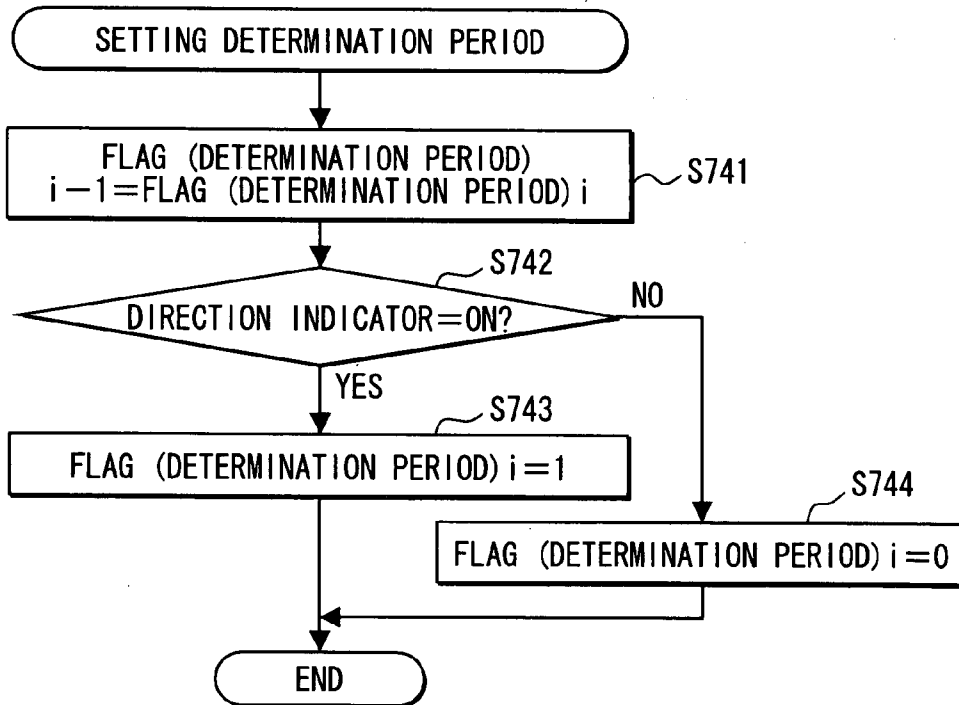 SETTING DETERMINATION PERIOD
FLAG (DETERMINATION PERIOD)
i-1=FLAG (DETERMINATION PERIOD) i
S741
S742
DIRECTION INDICATOR=ON?
NO
YES
S743
FLAG (DETERMINATION PERIOD) i=1
S744
FLAG (DETERMINATION PERIOD) i=0
END